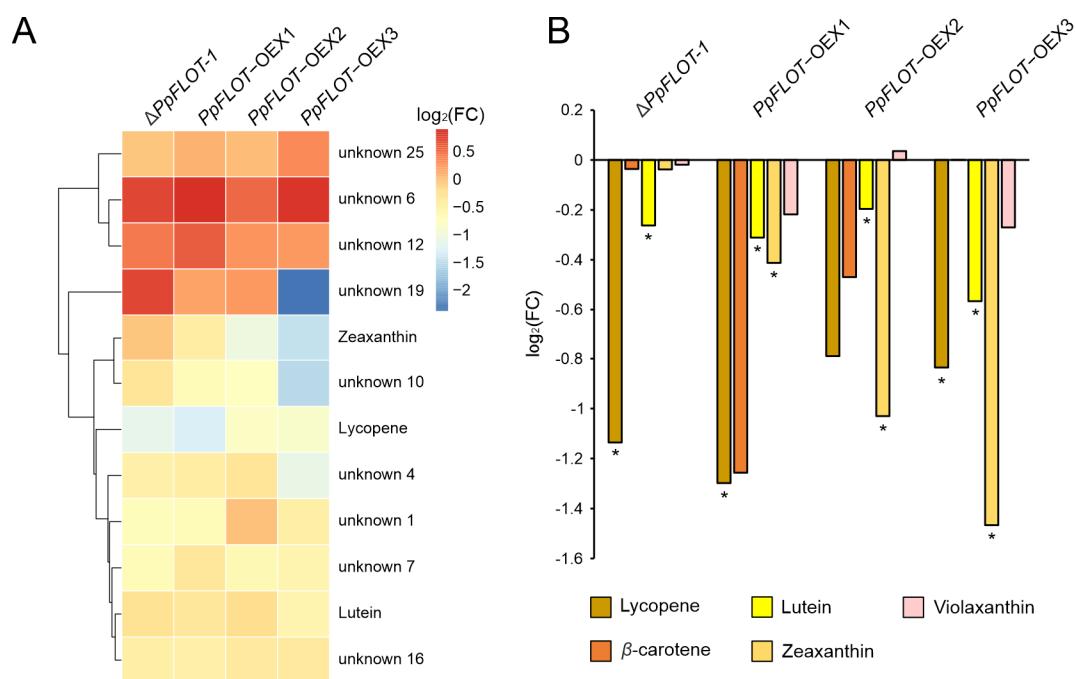 A
ΔPpFLOT-1
PpFLOT-OEX1
PpFLOT-OEX2
PpFLOT-OEX3
log₂(FC)
0.5
0
−0.5
−1
−1.5
−2
unknown 25
unknown 6
unknown 12
unknown 19
Zeaxanthin
unknown 10
Lycopene
unknown 4
unknown 1
unknown 7
Lutein
unknown 16
B
ΔPpFLOT-1
PpFLOT-OEX1
PpFLOT-OEX2
PpFLOT-OEX3
log₂(FC)
0.2
0
-0.2
-0.4
-0.6
-0.8
-1
-1.2
-1.4
-1.6
* * * * * * * * * *
Lycopene
Lutein
Violaxanthin
β-carotene
Zeaxanthin